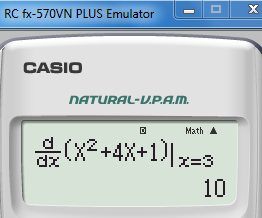 RC fx-570VN PLUS Emulator
CASIO
NATURAL-V.P.A.M.
D Math ▲
d/dx(X²+4X+1)|x=3
10